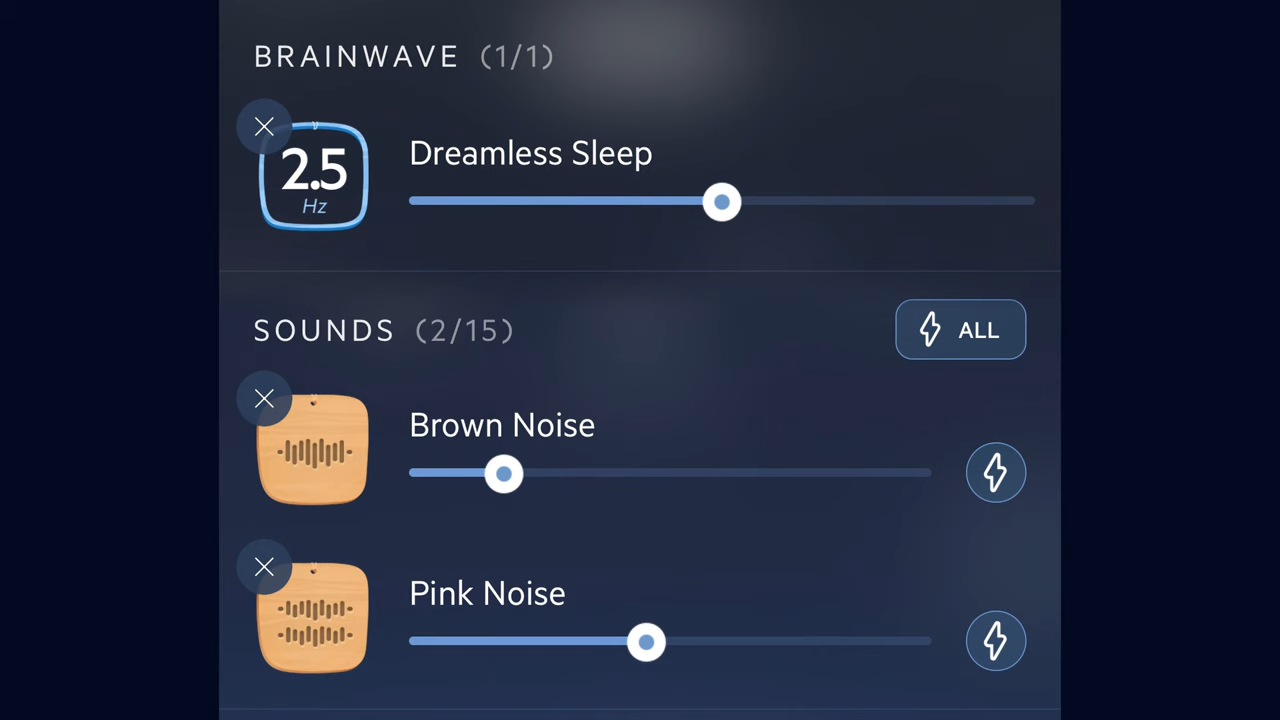 BRAINWAVE (1/1)
2.5
Hz
Dreamless Sleep
SOUNDS (2/15)
ALL
Brown Noise
Pink Noise